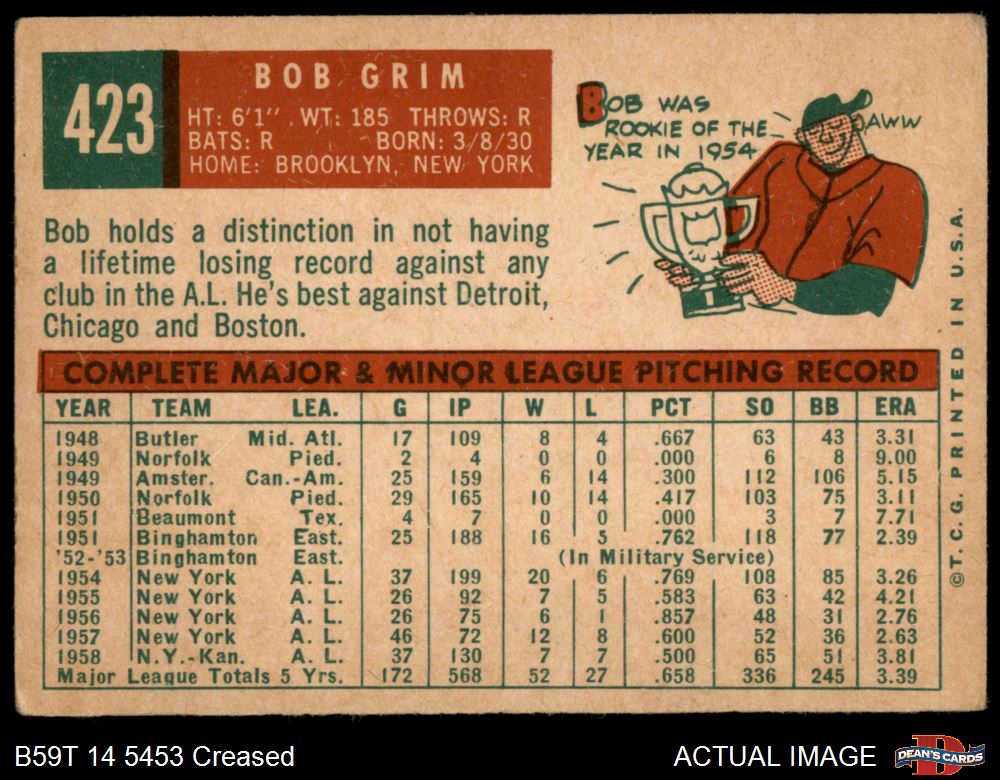 423
BOB GRIM
HT: 6'1" . WT: 185 THROWS: R
BATS: R BORN: 3/8/30
HOME: BROOKLYN, NEW YORK
BOB WAS
ROOKIE OF THE
YEAR IN 1954
AWW
Bob holds a distinction in not having
a lifetime losing record against any
club in the A.L. He's best against Detroit,
Chicago and Boston.
COMPLETE MAJOR & MINOR LEAGUE PITCHING RECORD
YEAR TEAM LEA. G IP W L PCT SO BB ERA
1948 Butler Mid. Atl. 17 109 8 4 .667 63 43 3.31
1949 Norfolk Pied. 2 4 0 0 .000 6 8 9.00
1949 Amster. Can.-Am. 25 159 6 14 .300 112 106 5.15
1950 Norfolk Pied. 29 165 10 14 .417 103 75 3.11
1951 Beaumont Tex. 4 7 0 0 .000 3 7 7.71
1951 Binghamton East. 25 188 16 5 .762 118 77 2.39
'52-'53 Binghamton East. (In Military Service)
1954 New York A. L. 37 199 20 6 .769 108 85 3.26
1955 New York A. L. 26 92 7 5 .583 63 42 4.21
1956 New York A. L. 26 75 6 1 .857 48 31 2.76
1957 New York A. L. 46 72 12 8 .600 52 36 2.63
1958 N.Y.-Kan. A. L. 37 130 7 7 .500 65 51 3.81
Major League Totals 5 Yrs. 172 568 52 27 .658 336 245 3.39
©T.C.G. PRINTED IN U.S.A.
B59T 14 5453 Creased
ACTUAL IMAGE
D
DEAN'S CARDS